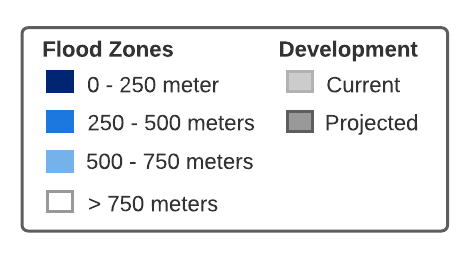 Flood Zones
0 - 250 meter
250 - 500 meters
500 - 750 meters
> 750 meters
Development
Current
Projected